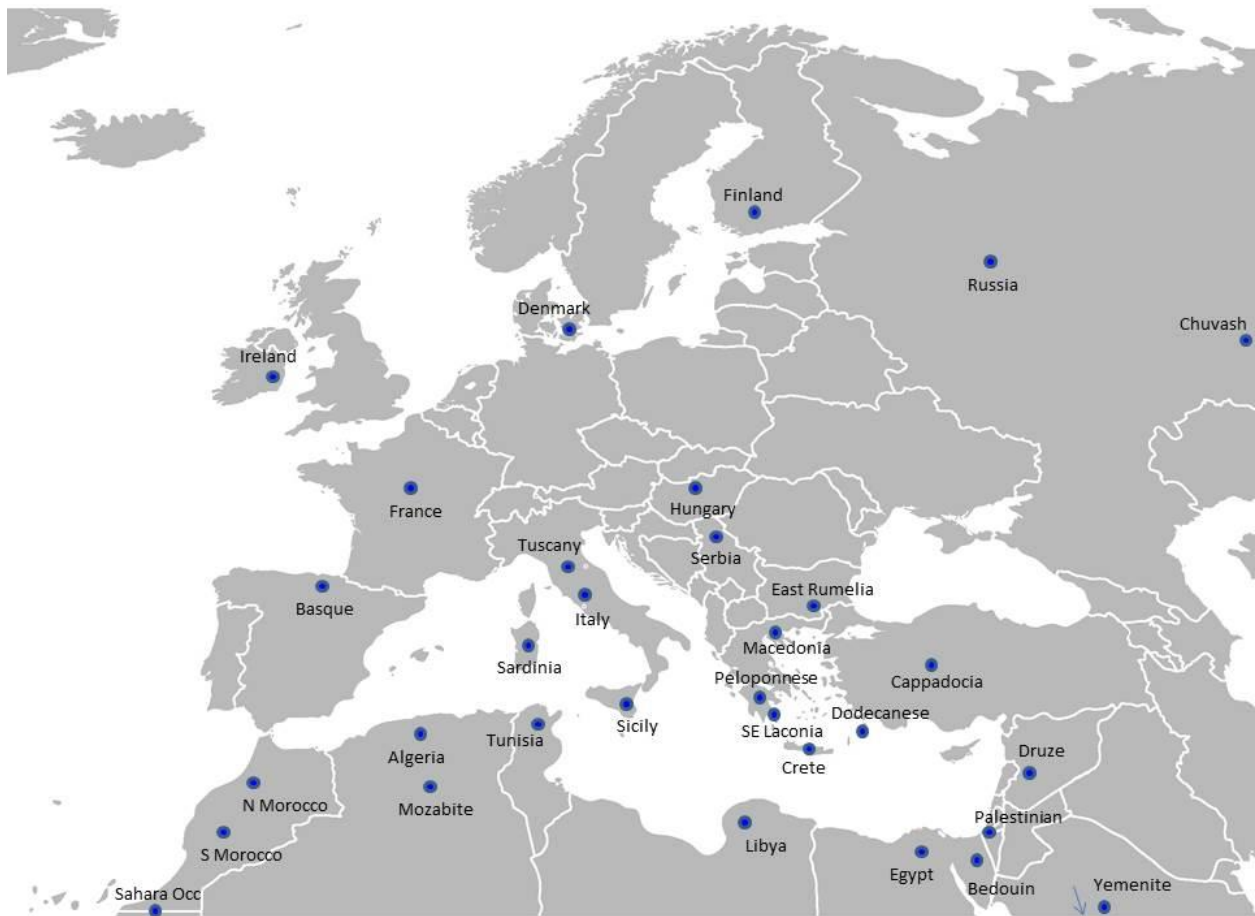 Finland
Russia
Denmark
Chuvash
Ireland
France
Hungary
Serbia
Tuscany
East Rumelia
Basque
Italy
Macedonia
Sardinia
Peloponnese
Cappadocia
Dodecanese
Sicily
SE Laconia
Tunisia
Algeria
Druze
Crete
N Morocco
Mozabite
Palestinian
Libya
S Morocco
Egypt
Bedouin
Yemenite
Sahara Occ